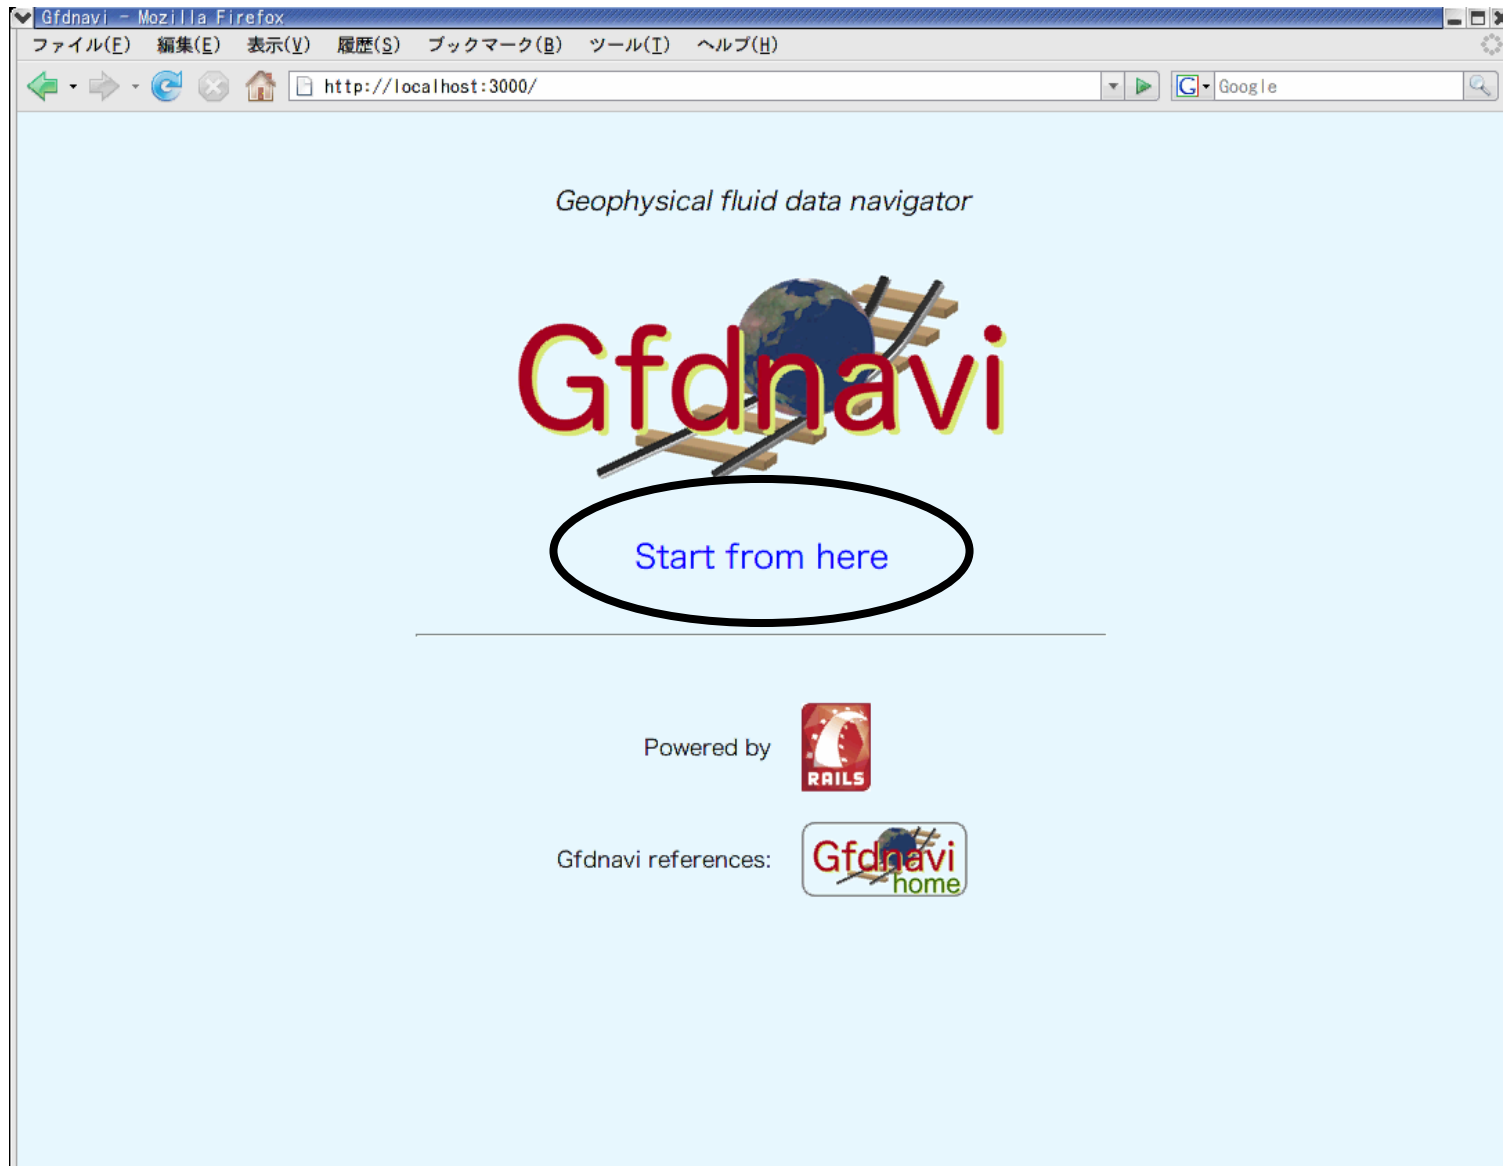 Gfdnavi - Mozilla Firefox
ファイル(F) 編集(E) 表示(V) 履歴(S) ブックマーク(B) ツール(T) ヘルプ(H)
http://localhost:3000/ G Google
Geophysical fluid data navigator
Gfdnavi
Start from here
Powered by
RAILS
Gfdnavi references:
Gfdnavi
home